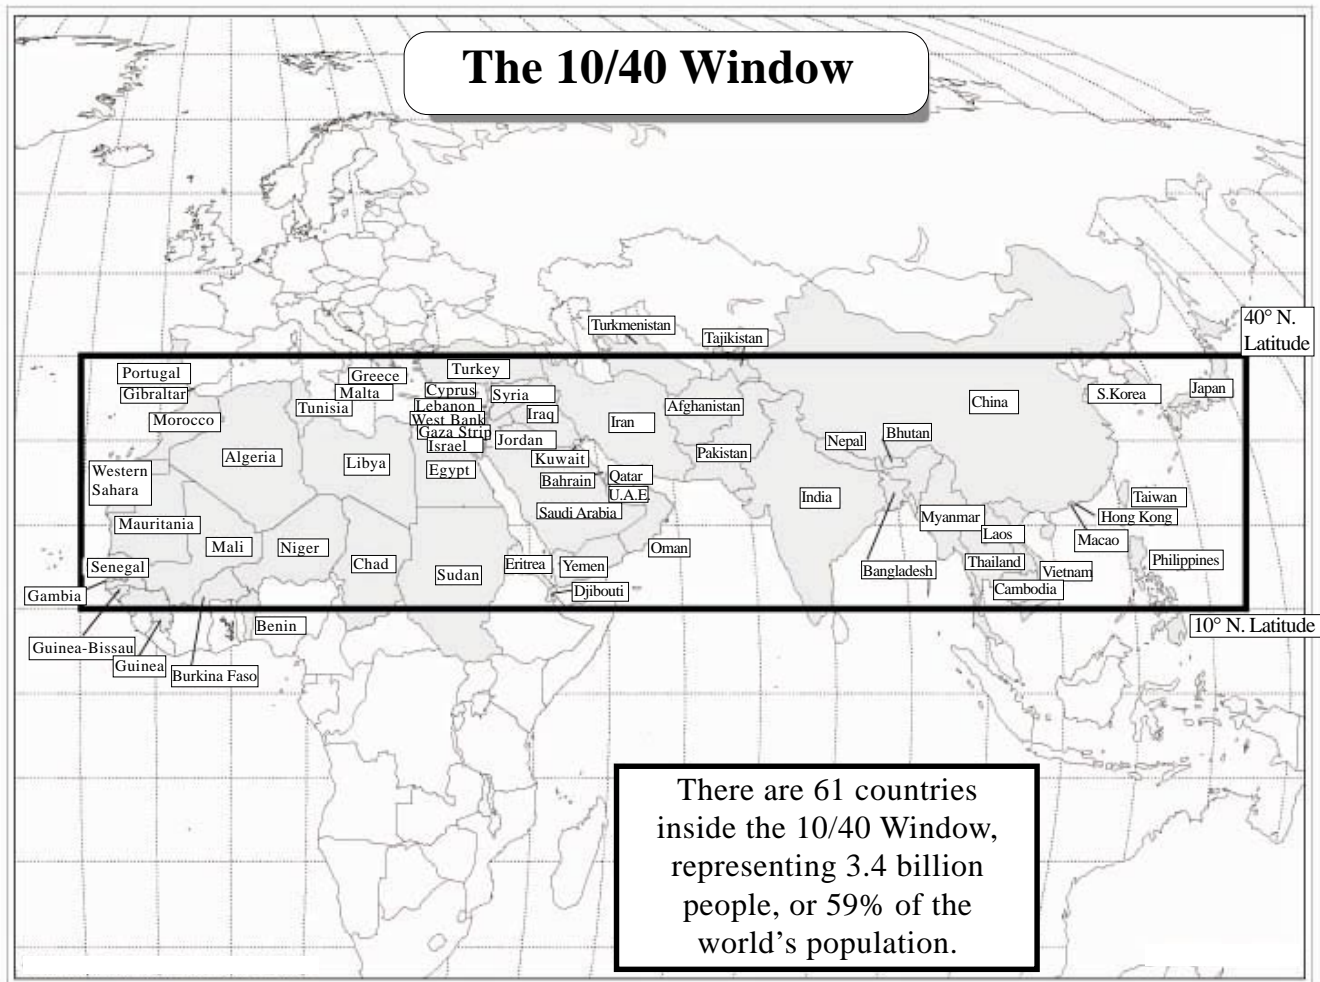 The 10/40 Window
40° N.
Latitude
Turkmenistan
Tajikistan
Portugal
Greece
Turkey
Gibraltar
Malta
Cyprus
Syria
Tunisia
Lebanon
Morocco
West Bank
Iraq
Gaza Strip
Israel
Jordan
Iran
Afghanistan
China
S.Korea
Japan
Algeria
Libya
Egypt
Kuwait
Pakistan
Nepal
Bhutan
Western
Sahara
Bahrain
Qatar
U.A.E.
Saudi Arabia
India
Taiwan
Hong Kong
Mauritania
Myanmar
Laos
Macao
Mali
Niger
Chad
Sudan
Eritrea
Yemen
Oman
Djibouti
Bangladesh
Thailand
Vietnam
Cambodia
Philippines
Senegal
Gambia
10° N. Latitude
Benin
Guinea-Bissau
Guinea
Burkina Faso
There are 61 countries
inside the 10/40 Window,
representing 3.4 billion
people, or 59% of the
world's population.